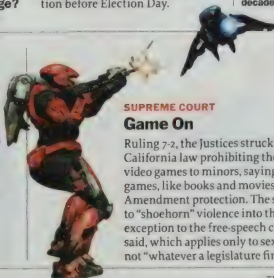 ge?
tion before Election Day.
decade
SUPREME COURT
Game On
Ruling 7-2, the Justices struck
California law prohibiting the
video games to minors, saying
games, like books and movies
Amendment protection. The s
to "shoehorn" violence into th
exception to the free-speech c
said, which applies only to sex
not "whatever a legislature fi